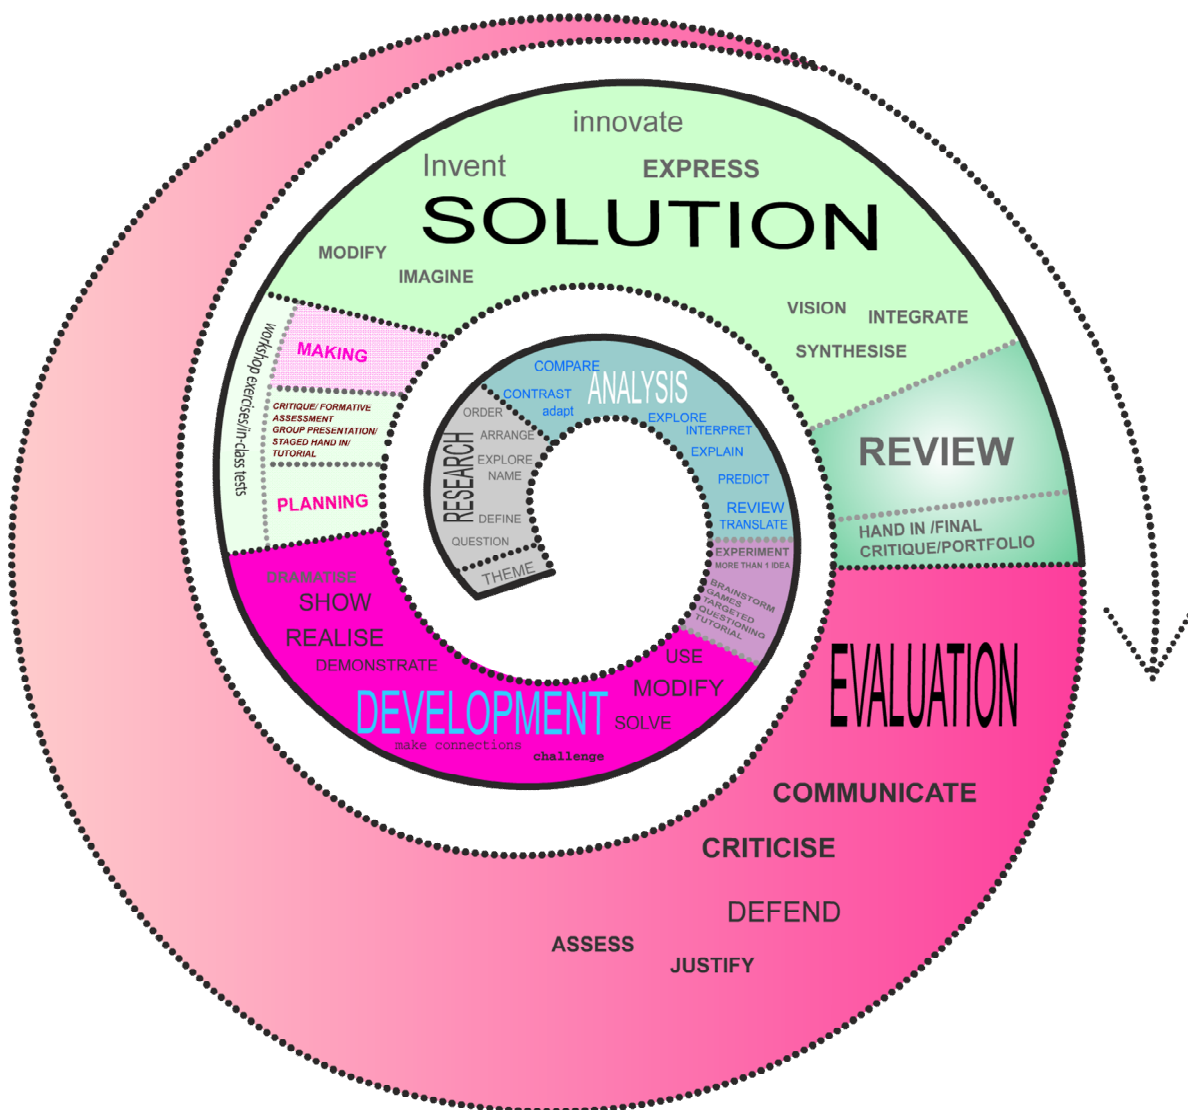 innovate
Invent
EXPRESS
SOLUTION
MODIFY
IMAGINE
VISION
INTEGRATE
SYNTHESISE
workshop exercises/in-class tests
MAKING
CRITIQUE/ FORMATIVE
ASSESSMENT
GROUP PRESENTATION/
STAGED HAND IN/
TUTORIAL
PLANNING
COMPARE
CONTRAST
adapt
ANALYSIS
EXPLORE
INTERPRET
EXPLAIN
PREDICT
REVIEW
TRANSLATE
ORDER
ARRANGE
RESEARCH
EXPLORE
NAME
DEFINE
QUESTION
THEME
EXPERIMENT
MORE THAN 1 IDEA
BRAINSTORM
GAMES
TARGETED
QUESTIONING
TUTORIAL
REVIEW
HAND IN /FINAL
CRITIQUE/PORTFOLIO
DRAMATISE
SHOW
REALISE
DEMONSTRATE
USE
MODIFY
SOLVE
DEVELOPMENT
make connections
challenge
EVALUATION
COMMUNICATE
CRITICISE
DEFEND
ASSESS
JUSTIFY